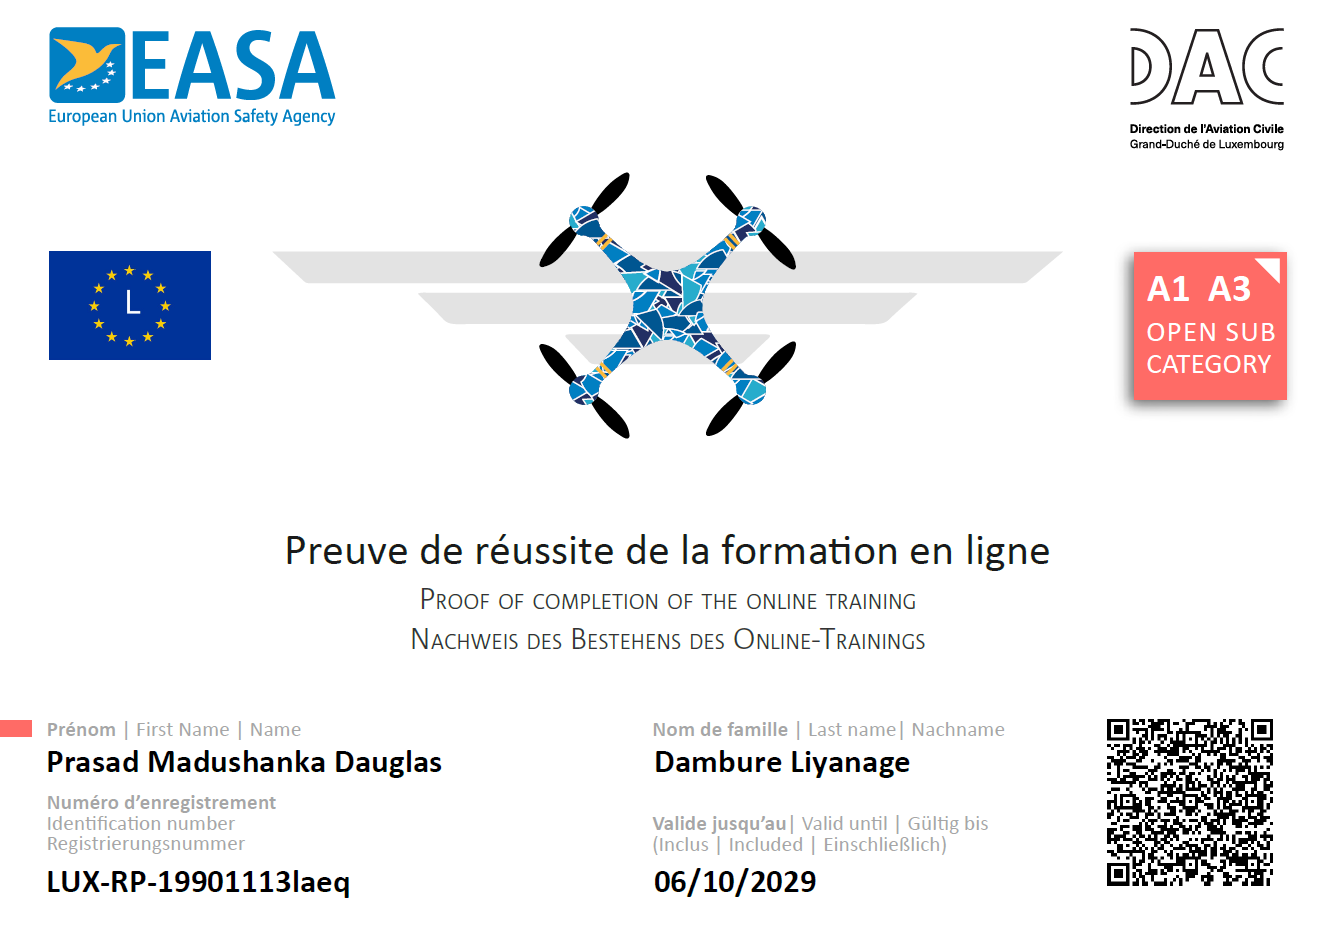 EASA
European Union Aviation Safety Agency
DAC
Direction de l'Aviation Civile
Grand-Duché de Luxembourg
L
A1 A3
OPEN SUB
CATEGORY
Preuve de réussite de la formation en ligne
Proof of completion of the online training
Nachweis des Bestehens des Online-Trainings
Prénom | First Name | Name
Prasad Madushanka Dauglas
Nom de famille | Last name| Nachname
Dambure Liyanage
Numéro d’enregistrement
Identification number
Registrierungsnummer
LUX-RP-19901113laeq
Valide jusqu’au| Valid until | Gültig bis
(Inclus | Included | Einschließlich)
06/10/2029